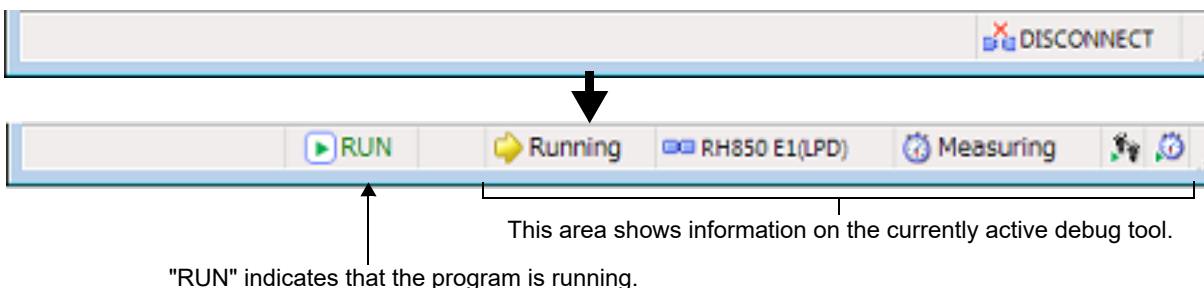 DISCONNECT
RUN Running RH850 E1(LPD) Measuring
This area shows information on the currently active debug tool.
"RUN" indicates that the program is running.